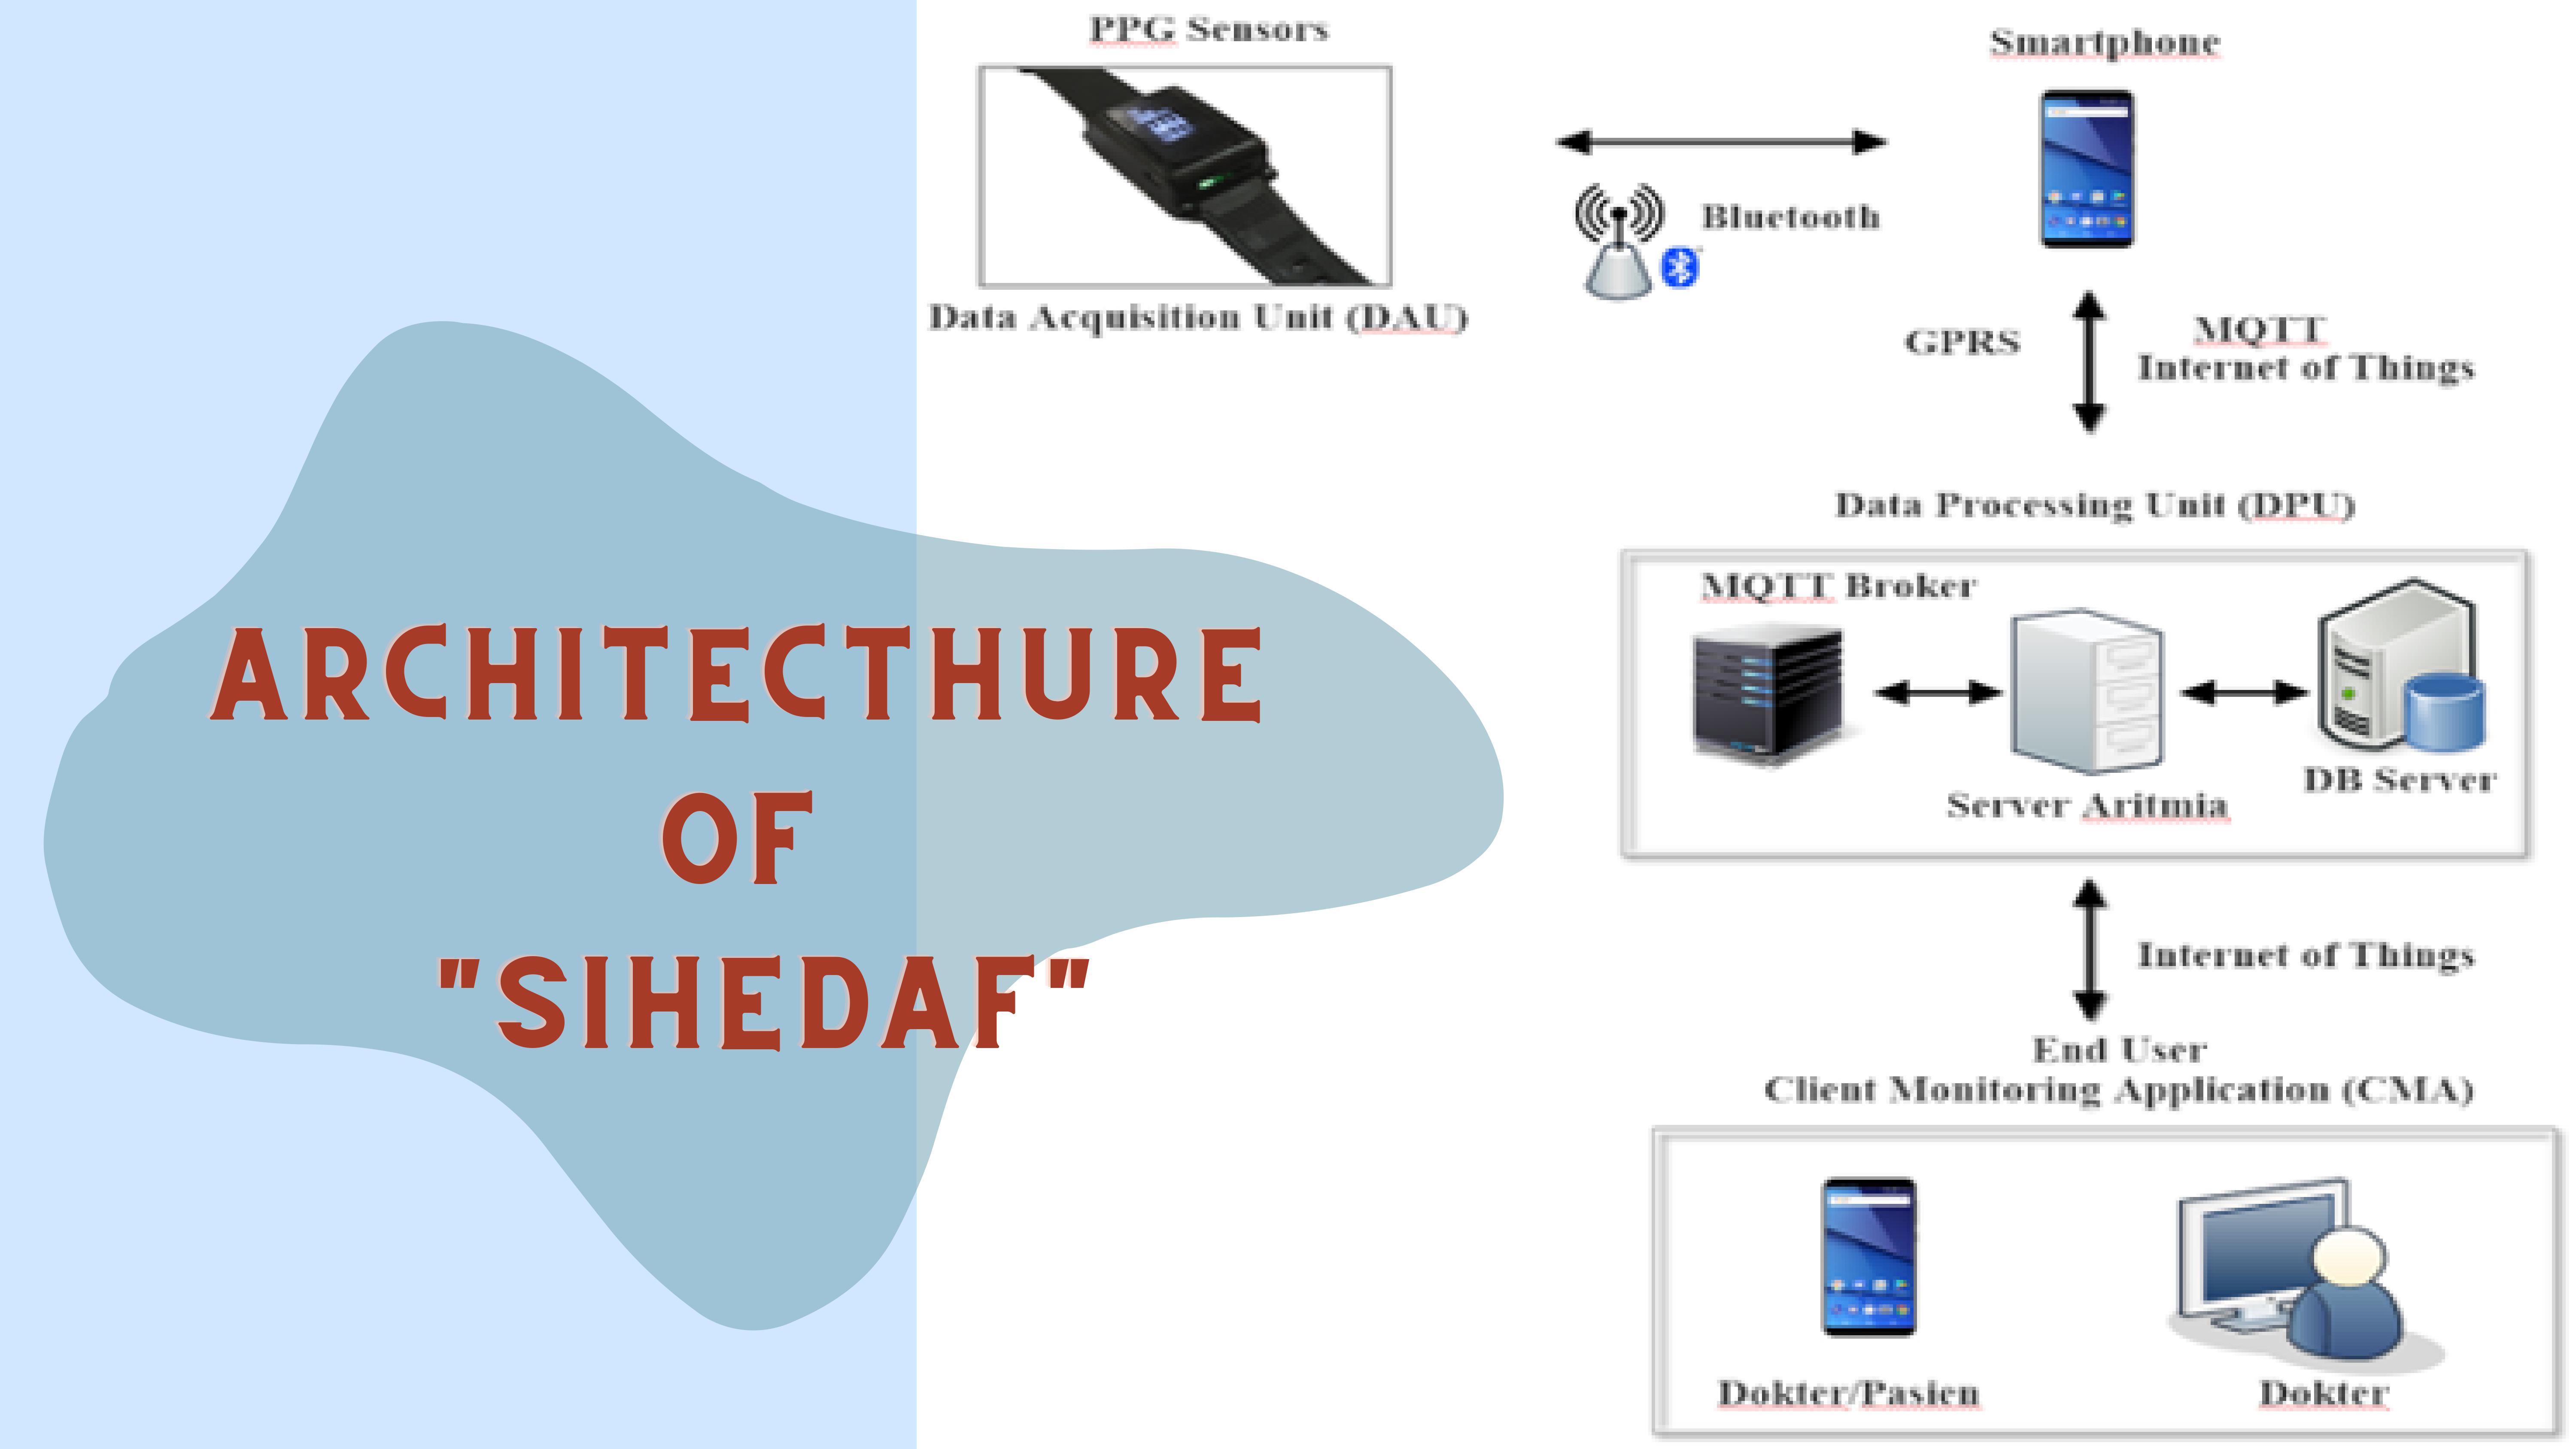 ARCHITECTHURE
OF
"SIHEDAF"
PPG Sensors
Data Acquisition Unit (DAU)
Bluetooth
Smartphone
GPRS
MQTT
Internet of Things
Data Processing Unit (DPU)
MQTT Broker
Server Aritmia
DB Server
Internet of Things
End User
Client Monitoring Application (CMA)
Dokter/Pasien
Dokter